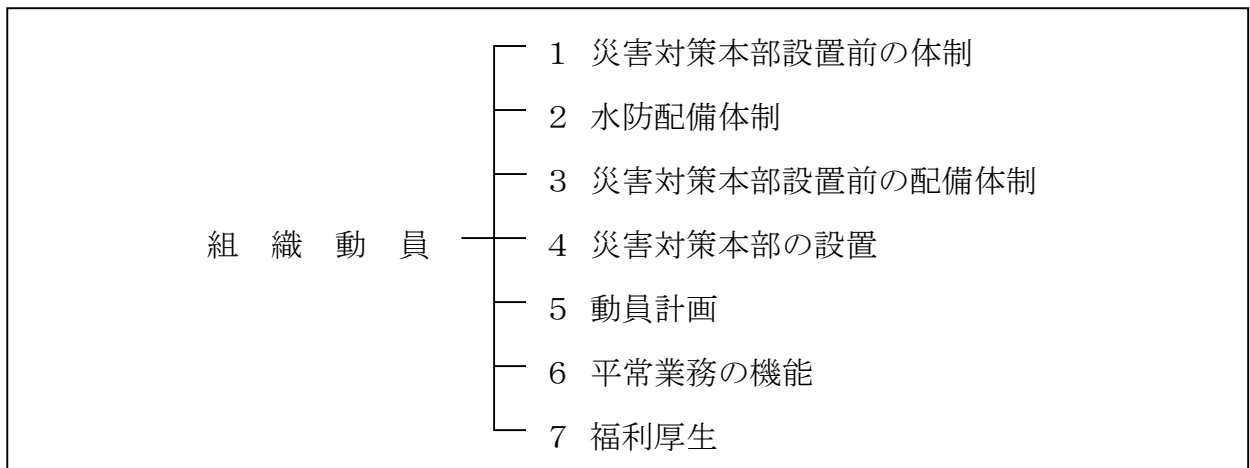 1 災害対策本部設置前の体制
2 水防配備体制
3 災害対策本部設置前の配備体制
組織動員
4 災害対策本部の設置
5 動員計画
6 平常業務の機能
7 福利厚生